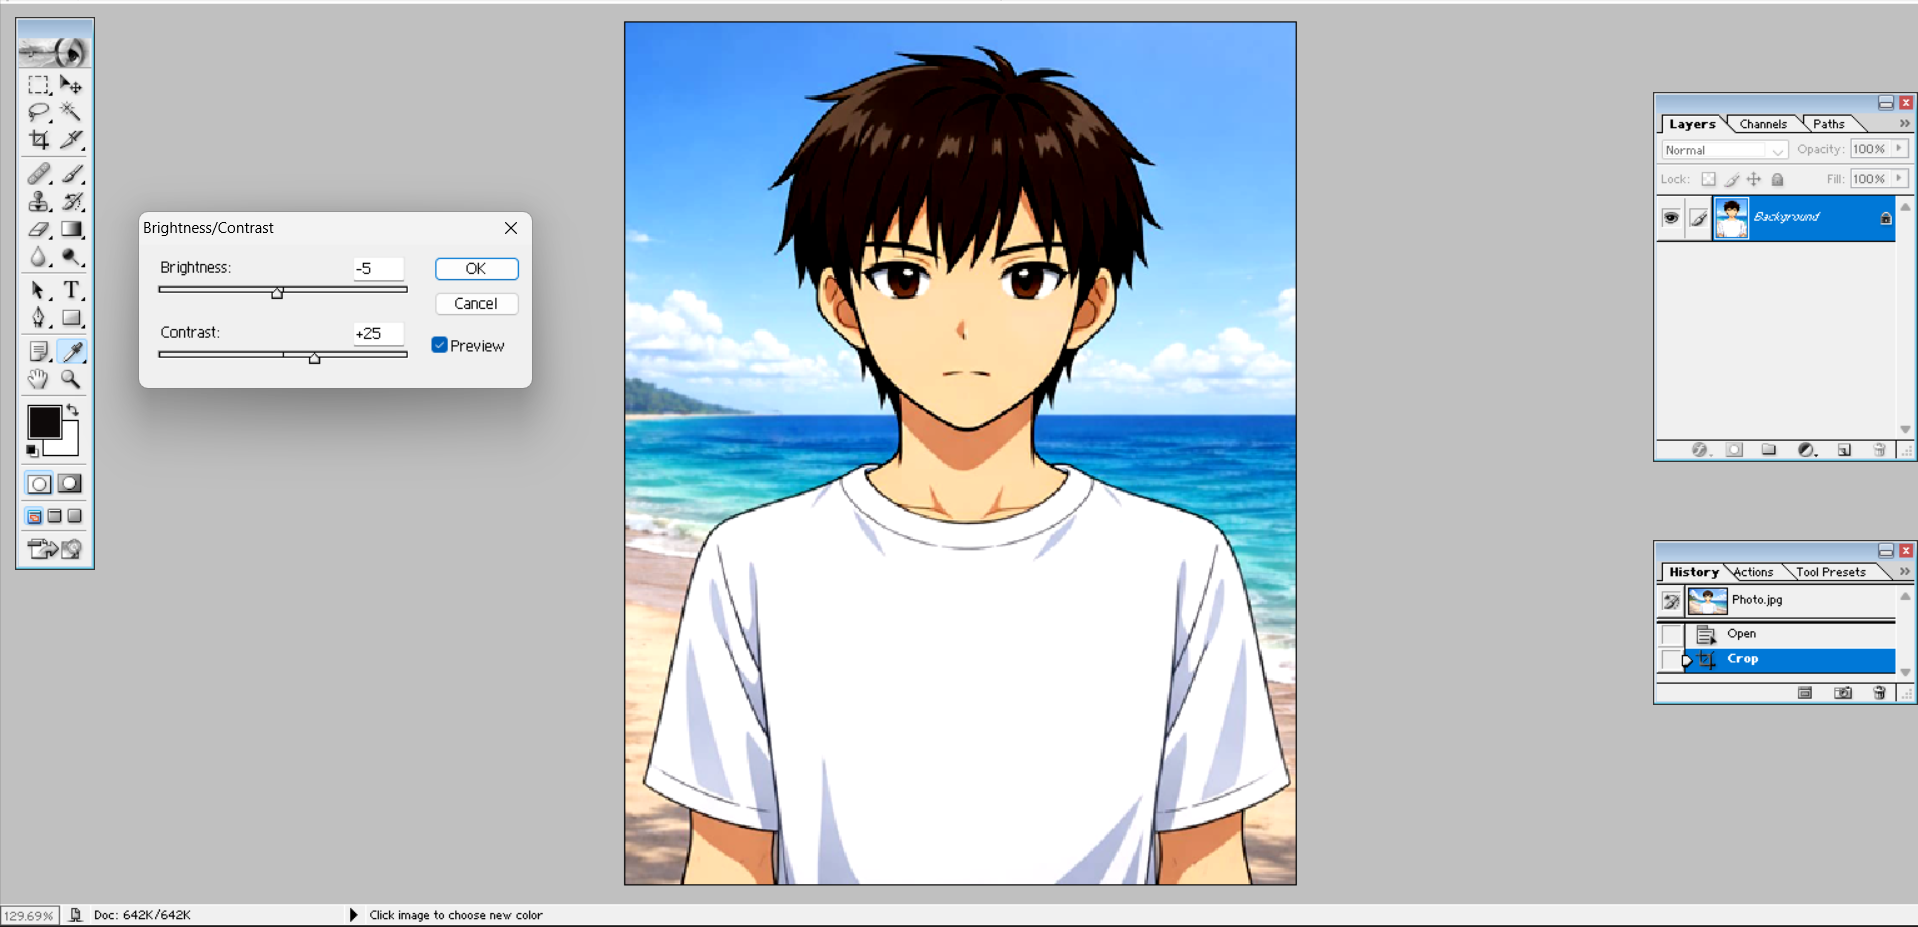 Brightness/Contrast
Brightness: -5
OK
Cancel
Contrast: +25
Preview
T
Layers Channels Paths
Normal Opacity: 100%
Lock: Fill: 100%
Background
History Actions Tool Presets
Photo.jpg
Open
Crop
129.69% Doc: 642K/642K Click image to choose new color